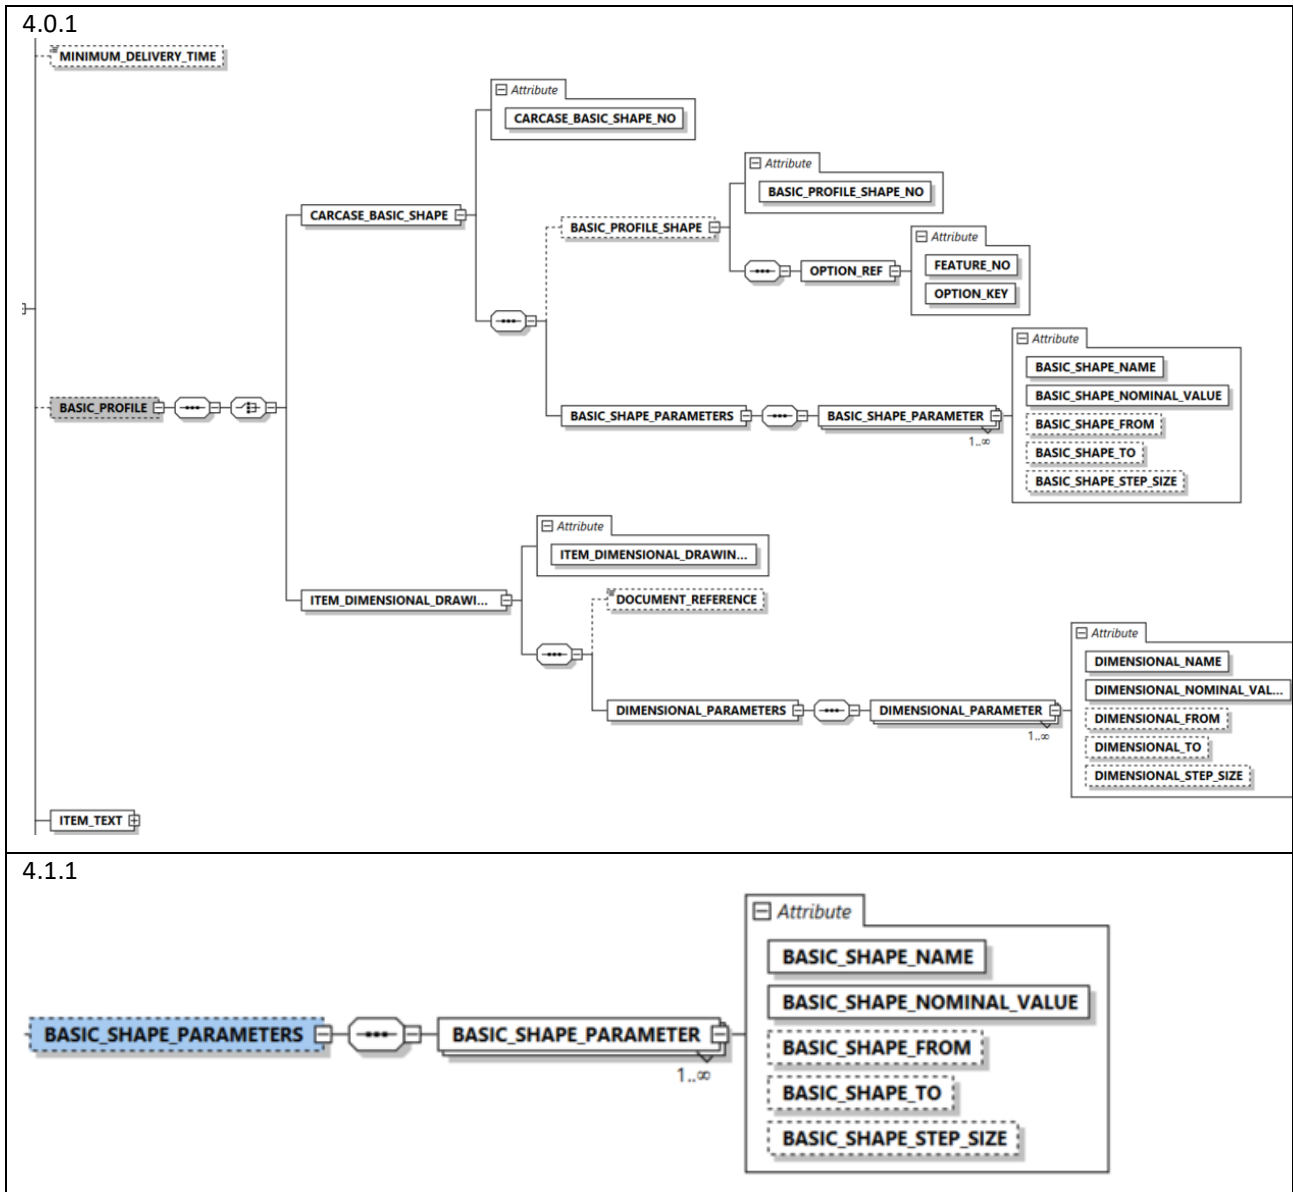 4.0.1
MINIMUM_DELIVERY_TIME
Attribute
CARCASE_BASIC_SHAPE_NO
Attribute
BASIC_PROFILE_SHAPE_NO
CARCASE_BASIC_SHAPE
BASIC_PROFILE_SHAPE
Attribute
FEATURE_NO
OPTION_REF
OPTION_KEY
Attribute
BASIC_SHAPE_NAME
BASIC_SHAPE_NOMINAL_VALUE
BASIC_PROFILE
BASIC_SHAPE_PARAMETERS
BASIC_SHAPE_PARAMETER
1..∞
BASIC_SHAPE_FROM
BASIC_SHAPE_TO
BASIC_SHAPE_STEP_SIZE
Attribute
ITEM_DIMENSIONAL_DRAWIN...
ITEM_DIMENSIONAL_DRAWI...
DOCUMENT_REFERENCE
Attribute
DIMENSIONAL_NAME
DIMENSIONAL_NOMINAL_VAL...
DIMENSIONAL_PARAMETERS
DIMENSIONAL_PARAMETER
1..∞
DIMENSIONAL_FROM
DIMENSIONAL_TO
DIMENSIONAL_STEP_SIZE
ITEM_TEXT
4.1.1
Attribute
BASIC_SHAPE_NAME
BASIC_SHAPE_NOMINAL_VALUE
BASIC_SHAPE_PARAMETERS
BASIC_SHAPE_PARAMETER
1..∞
BASIC_SHAPE_FROM
BASIC_SHAPE_TO
BASIC_SHAPE_STEP_SIZE